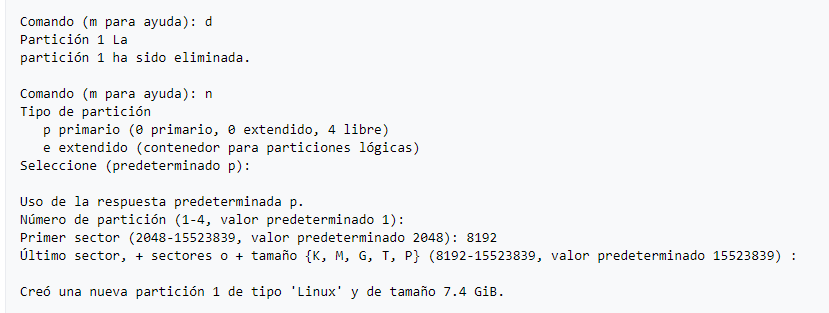 Comando (m para ayuda): d
Partición 1 La
partición 1 ha sido eliminada.
Comando (m para ayuda): n
Tipo de partición
p primario (0 primario, 0 extendido, 4 libre)
e extendido (contenedor para particiones lógicas)
Seleccione (predeterminado p):
Uso de la respuesta predeterminada p.
Número de partición (1-4, valor predeterminado 1):
Primer sector (2048-15523839, valor predeterminado 2048): 8192
Último sector, + sectores o + tamaño {K, M, G, T, P} (8192-15523839, valor predeterminado 15523839) :
Creó una nueva partición 1 de tipo 'Linux' y de tamaño 7.4 GiB.